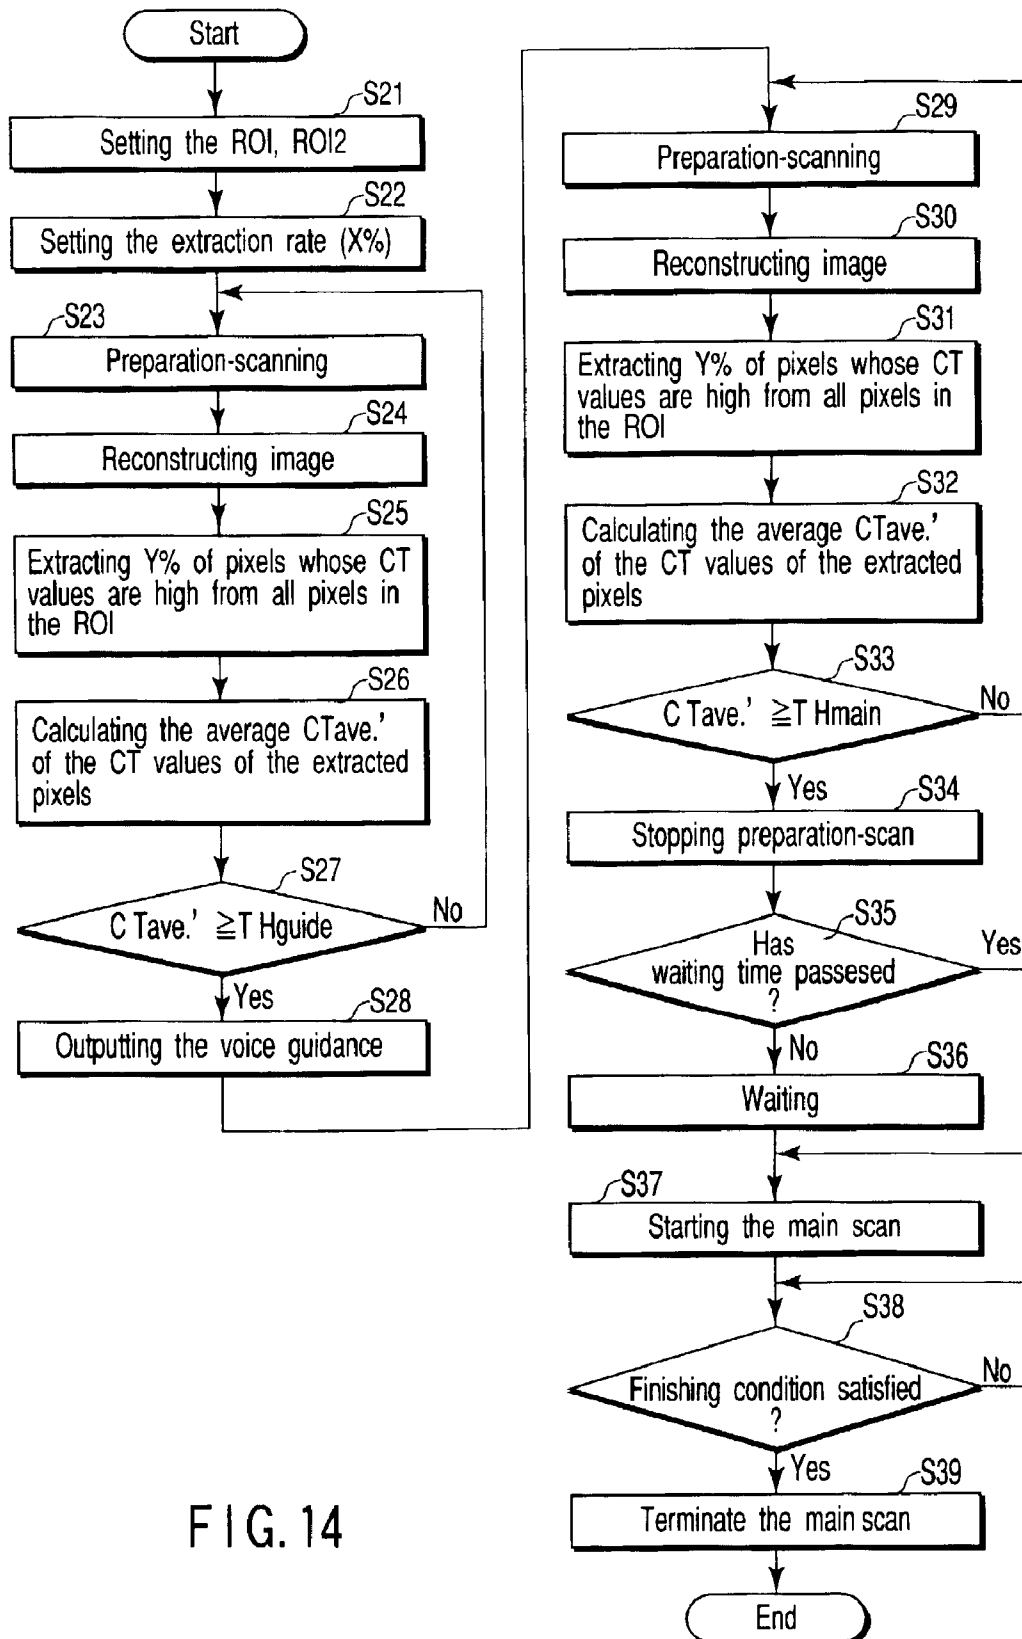 Start
S21
Setting the ROI, ROI2
S22
Setting the extraction rate (X%)
S23
Preparation-scanning
S24
Reconstructing image
S25
Extracting Y% of pixels whose CT
values are high from all pixels in
the ROI
S26
Calculating the average CTave.'
of the CT values of the extracted
pixels
S27
C Tave.' ≧T Hguide
No
Yes
S28
Outputting the voice guidance
S29
Preparation-scanning
S30
Reconstructing image
S31
Extracting Y% of pixels whose CT
values are high from all pixels in
the ROI
S32
Calculating the average CTave.'
of the CT values of the extracted
pixels
S33
C Tave.' ≧T Hmain
No
Yes
S34
Stopping preparation-scan
S35
Has
waiting time passesed
?
Yes
No
S36
Waiting
S37
Starting the main scan
S38
Finishing condition satisfied
?
No
Yes
S39
Terminate the main scan
End
FIG. 14